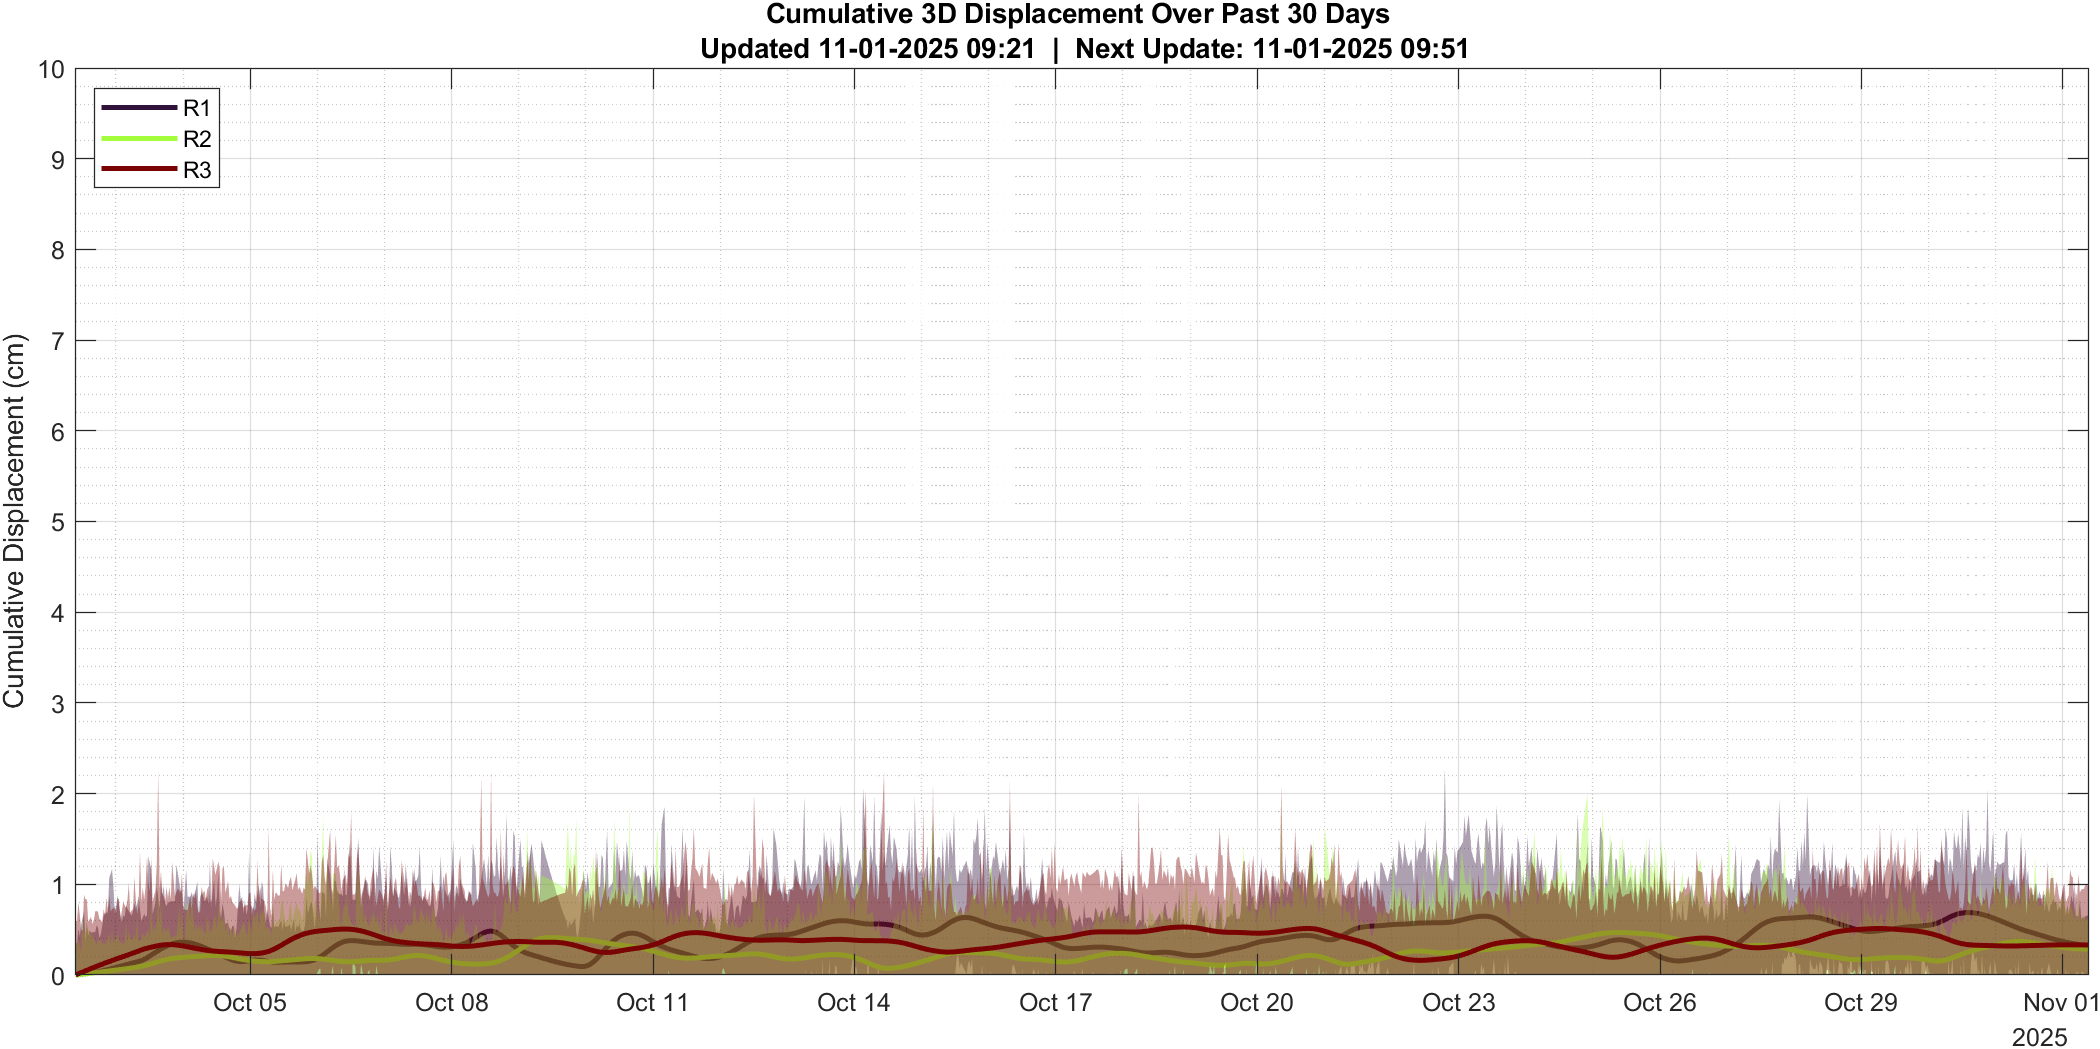 Cumulative 3D Displacement Over Past 30 Days
Updated 11-01-2025 09:21 | Next Update: 11-01-2025 09:51
R1
R2
R3
Cumulative Displacement (cm)
10
9
8
7
6
5
4
3
2
1
0
Oct 05
Oct 08
Oct 11
Oct 14
Oct 17
Oct 20
Oct 23
Oct 26
Oct 29
Nov 01
2025